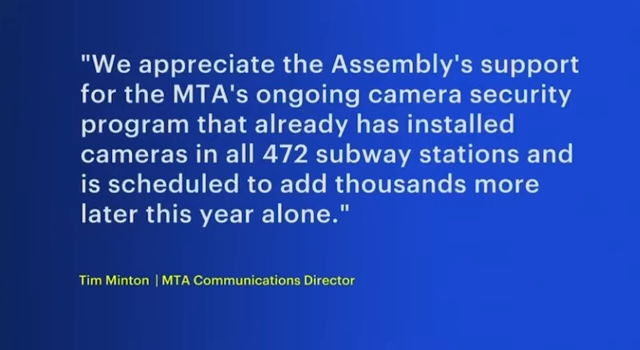 "We appreciate the Assembly's support
for the MTA's ongoing camera security
program that already has installed
cameras in all 472 subway stations and
is scheduled to add thousands more
later this year alone."
Tim Minton | MTA Communications Director